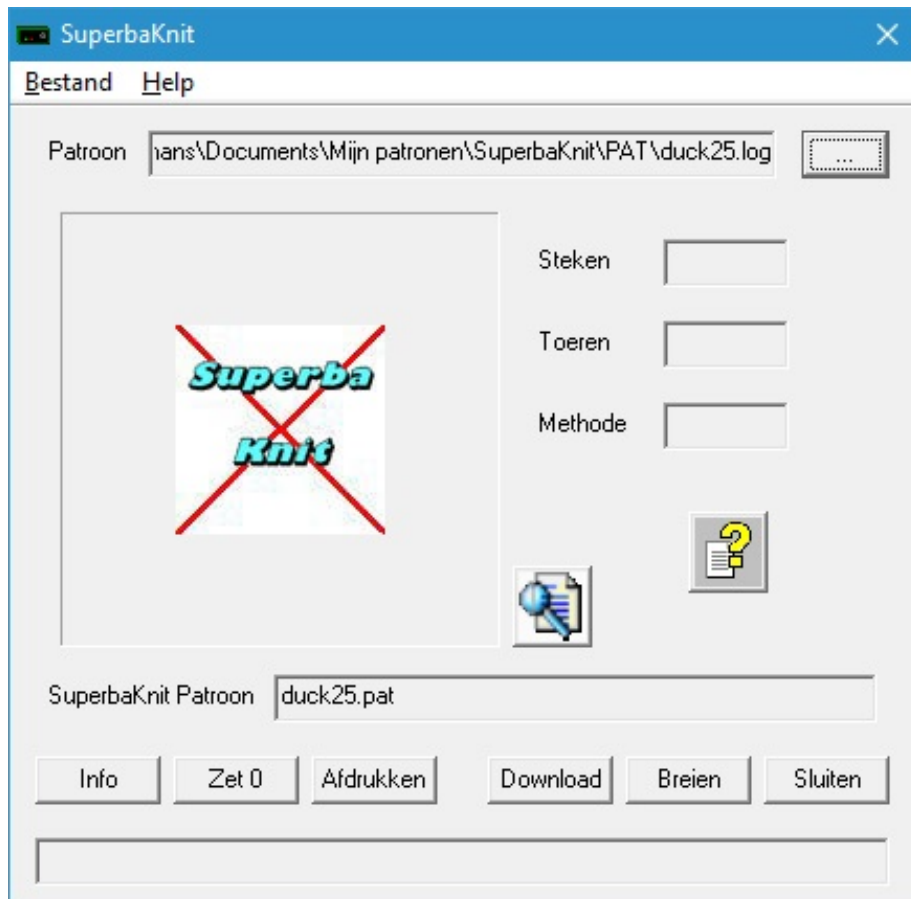 SuperbaKnit
Bestand Help
Patroon hans\Documents\Mijn patronen\SuperbaKnit\PAT\duck25.log ...
Steken
Superba
Toeren
Knit
Methode
SuperbaKnit Patroon duck25.pat
Info Zet 0 Afdrukken Download Breien Sluiten